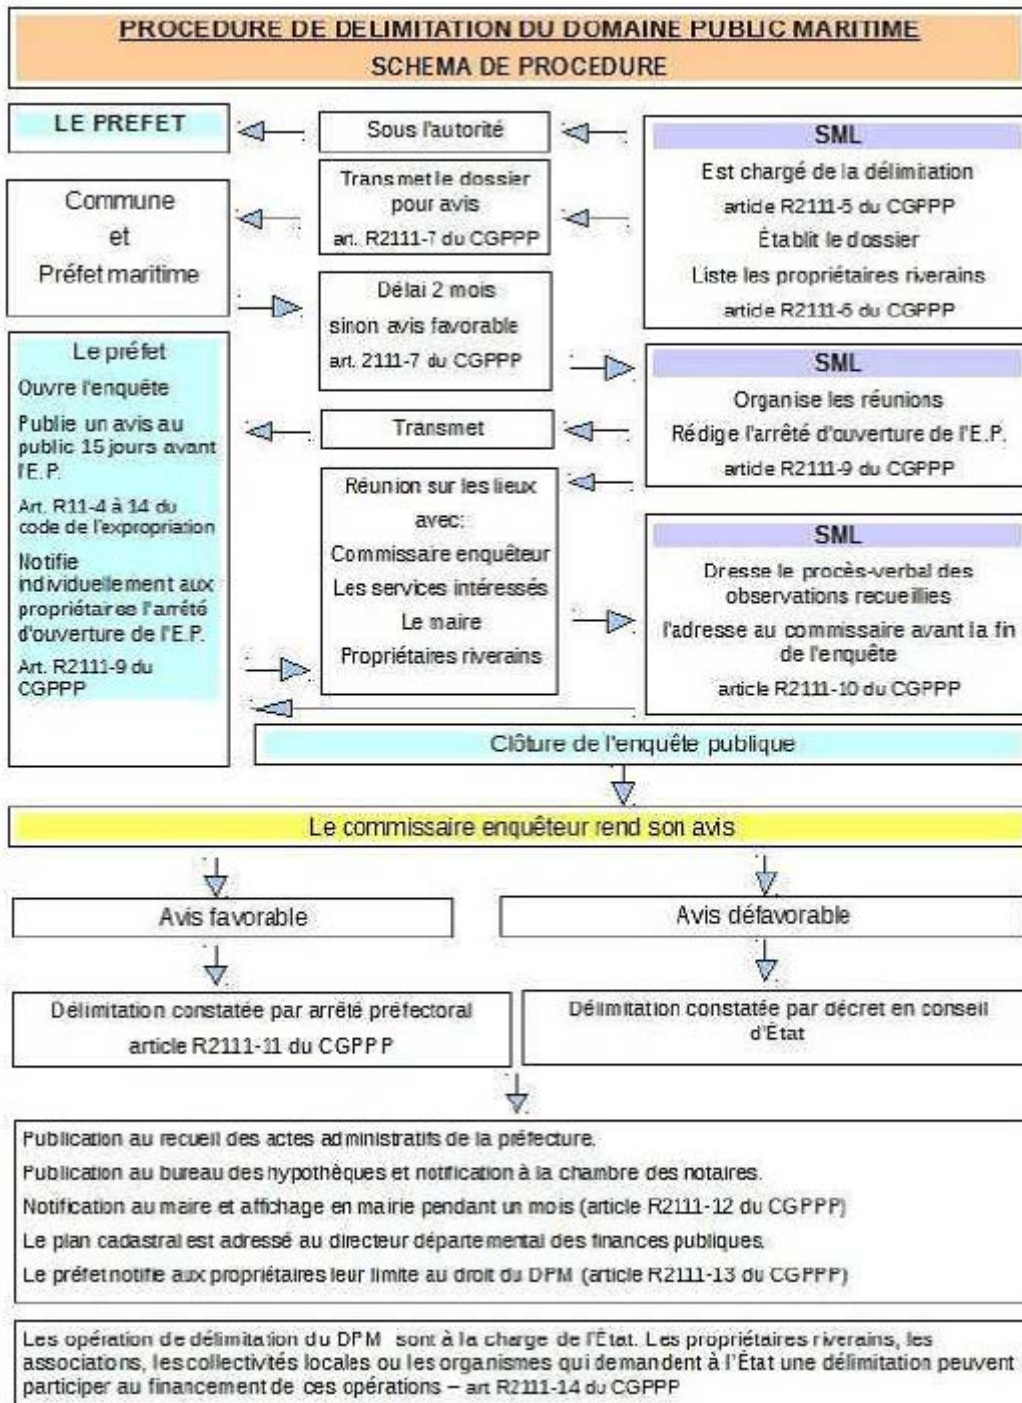 PROCEDURE DE DELIMITATION DU DOMAINE PUBLIC MARITIME
SCHEMA DE PROCEDURE
LE PREFET
Sous l'autorité
SML
Est chargé de la délimitation
article R2111-5 du CGPPP
Établit le dossier
Liste les propriétaires riverains
article R2111-6 du CGPPP
Transmet le dossier
pour avis
art. R2111-7 du CGPPP
Commune
et
Préfet maritime
Délai 2 mois
sinon avis favorable
art. 2111-7 du CGPPP
SML
Organise les réunions
Rédige l'arrêté d'ouverture de l'E.P.
article R2111-9 du CGPPP
Transmet
Le préfet
Ouvre l'enquête
Publie un avis au
public 15 jours avant
l'E.P.
Art. R11-4 à 14 du
code de l'expropriation
Notifie
individuellement aux
propriétaires l'arrêté
d'ouverture de l'E.P.
Art. R2111-9 du
CGPPP
Réunion sur les lieux
avec:
Commissaire enquêteur
Les services intéressés
Le maire
Propriétaires riverains
SML
Dresse le procès-verbal des
observations recueillies
l'adresse au commissaire avant la fin
de l'enquête
article R2111-10 du CGPPP
Clôture de l'enquête publique
Le commissaire enquêteur rend son avis
Avis favorable
Avis défavorable
Délimitation constatée par arrêté préfectoral
article R2111-11 du CGPPP
Délimitation constatée par décret en conseil
d'État
Publication au recueil des actes administratifs de la préfecture.
Publication au bureau des hypothèques et notification à la chambre des notaires.
Notification au maire et affichage en mairie pendant un mois (article R2111-12 du CGPPP)
Le plan cadastral est adressé au directeur départemental des finances publiques.
Le préfet notifie aux propriétaires leur limite au droit du DPM (article R2111-13 du CGPPP)
Les opération de délimitation du DPM sont à la charge de l'État. Les propriétaires riverains, les
associations, les collectivités locales ou les organismes qui demandent à l'État une délimitation peuvent
participer au financement de ces opérations – art R2111-14 du CGPPP